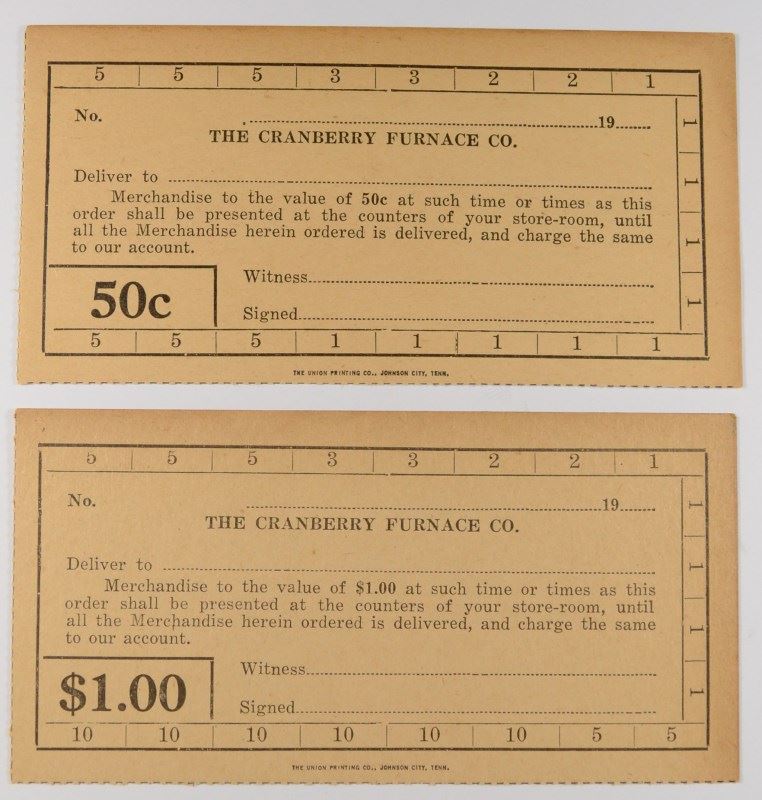 5 5 5 3 3 2 2 1
No. 19
THE CRANBERRY FURNACE CO.
Deliver to
Merchandise to the value of 50c at such time or times as this
order shall be presented at the counters of your store-room, until
all the Merchandise herein ordered is delivered, and charge the same
to our account.
1
1
1
1
50c
Witness
Signed
5 5 5 1 1 1 1 1
THE UNION PRINTING CO., JOHNSON CITY, TENN.
5 5 5 3 3 2 2 1
No. 19
THE CRANBERRY FURNACE CO.
Deliver to
Merchandise to the value of $1.00 at such time or times as this
order shall be presented at the counters of your store-room, until
all the Merchandise herein ordered is delivered, and charge the same
to our account.
1
1
1
1
$1.00
Witness
Signed
10 10 10 10 10 10 5 5
THE UNION PRINTING CO., JOHNSON CITY, TENN.